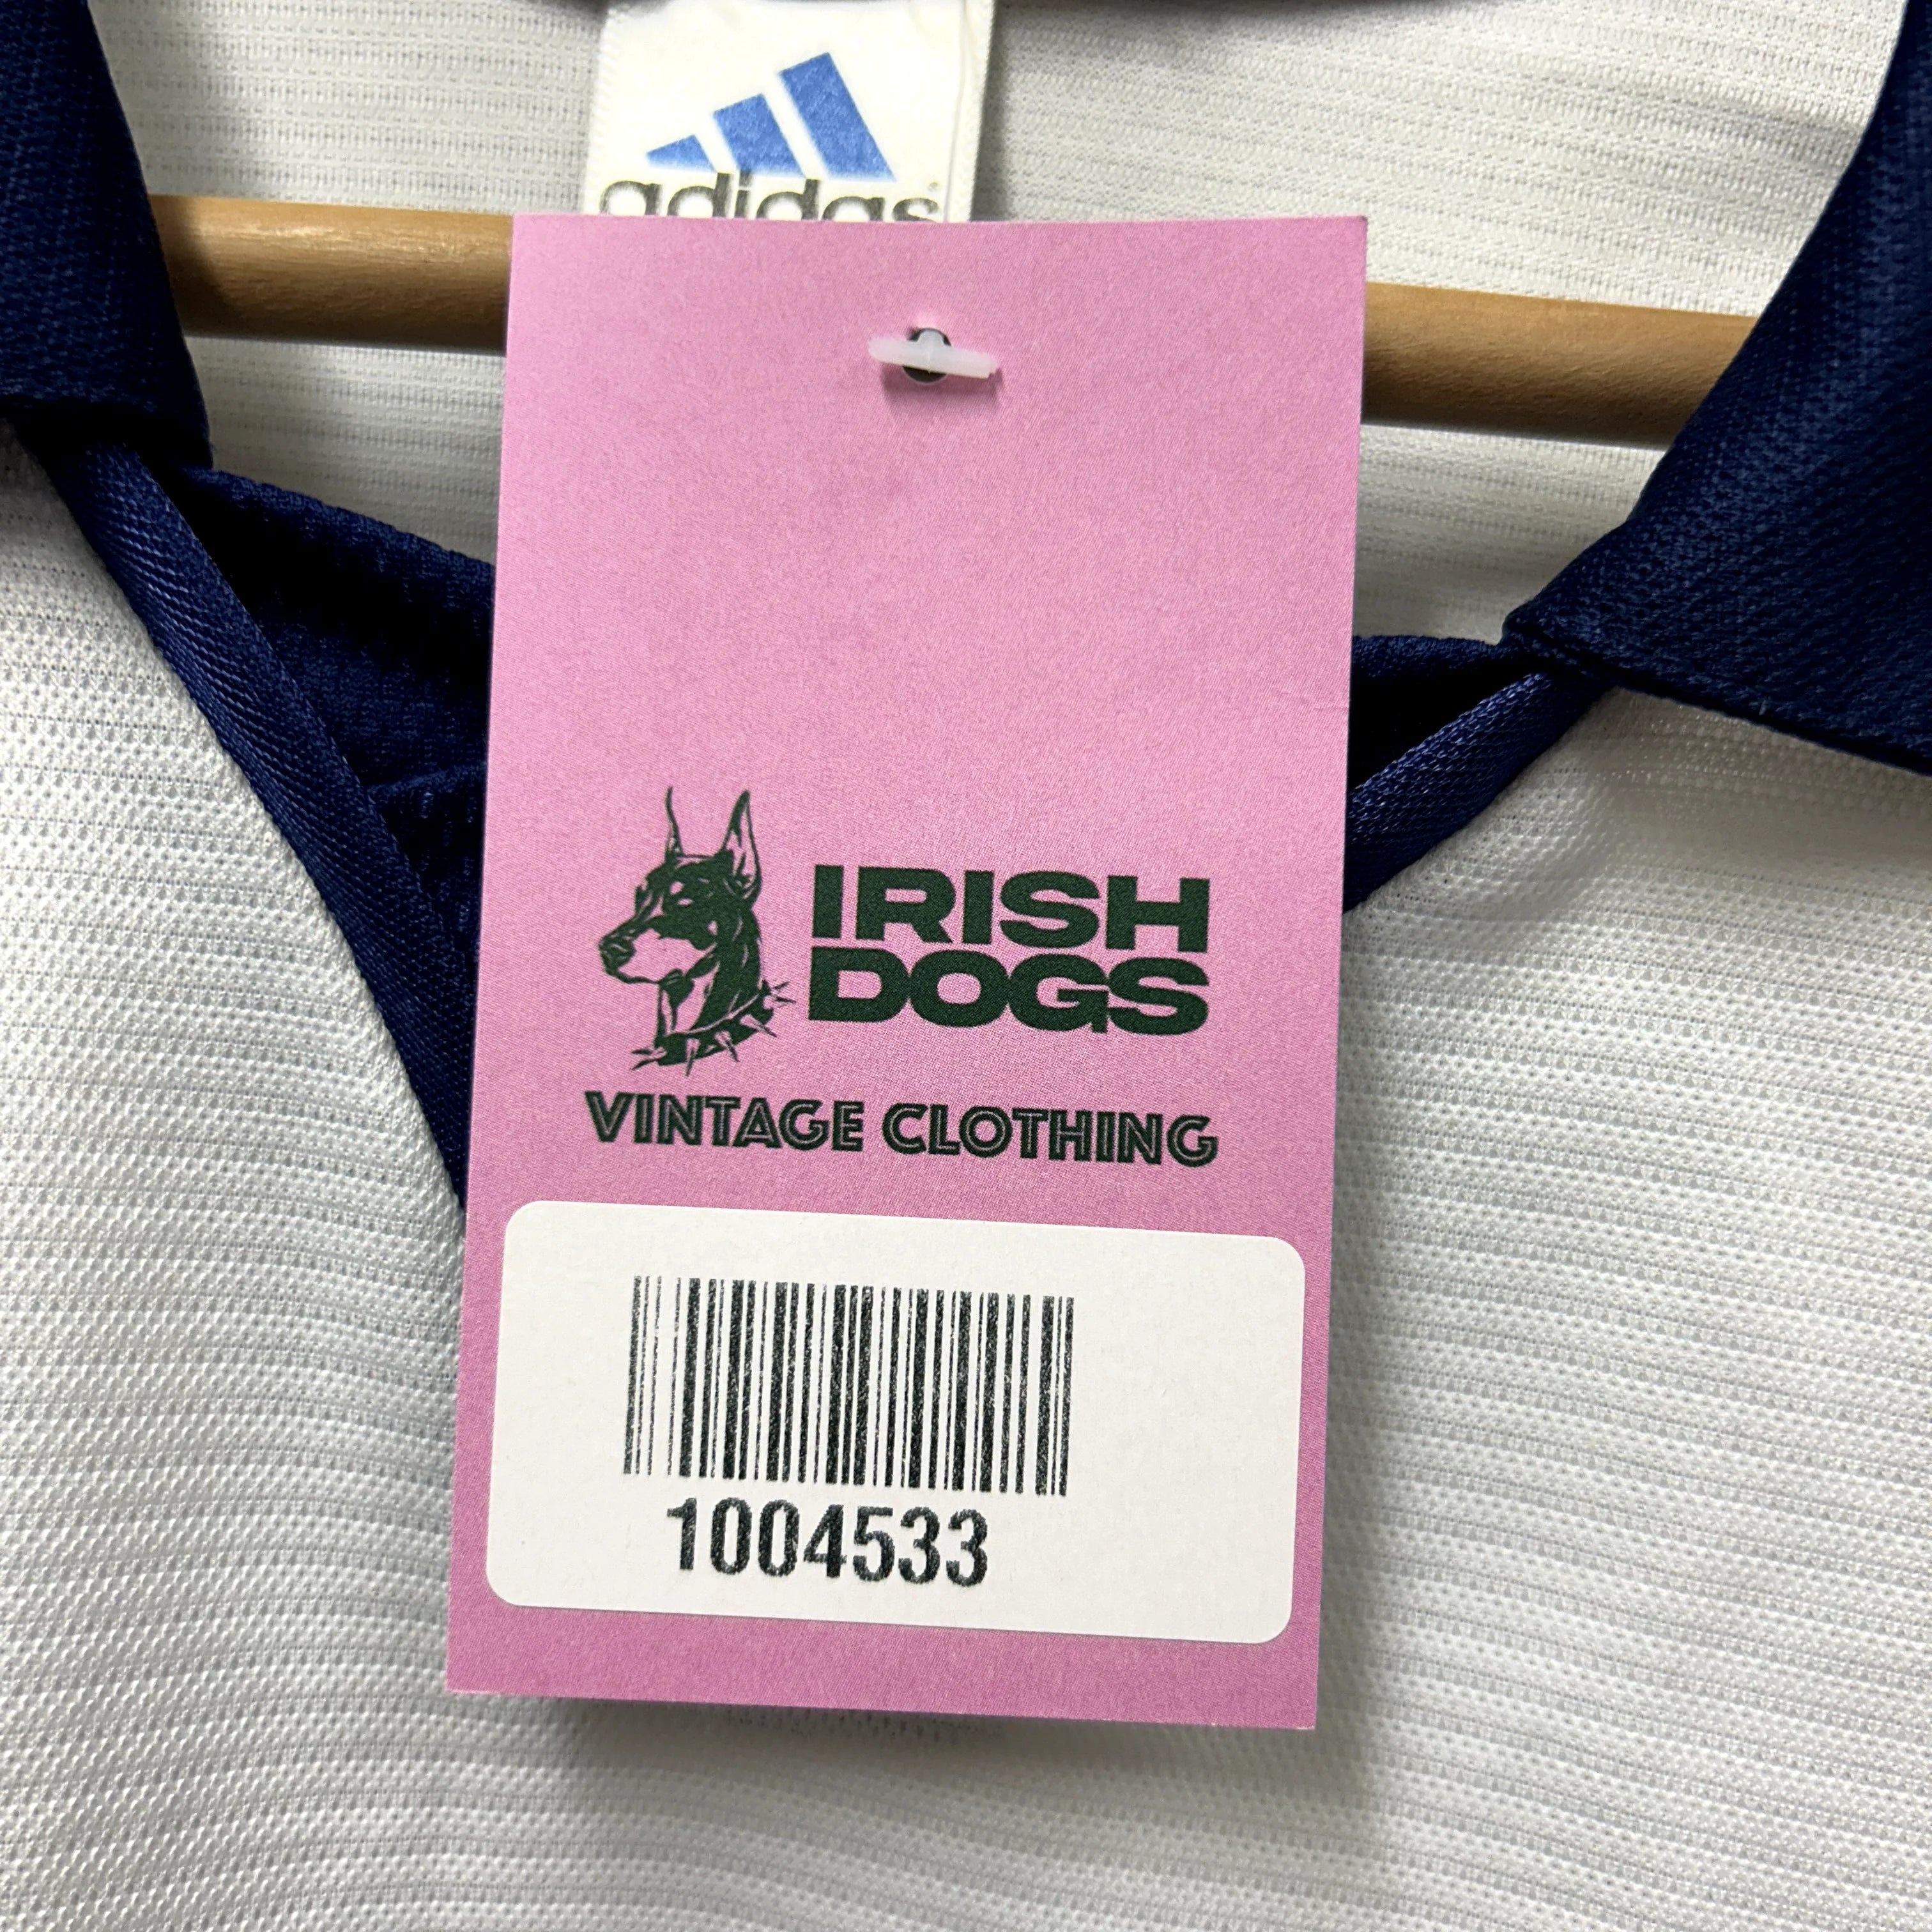 adidas
IRISH
DOGS
VINTAGE CLOTHING
1004533